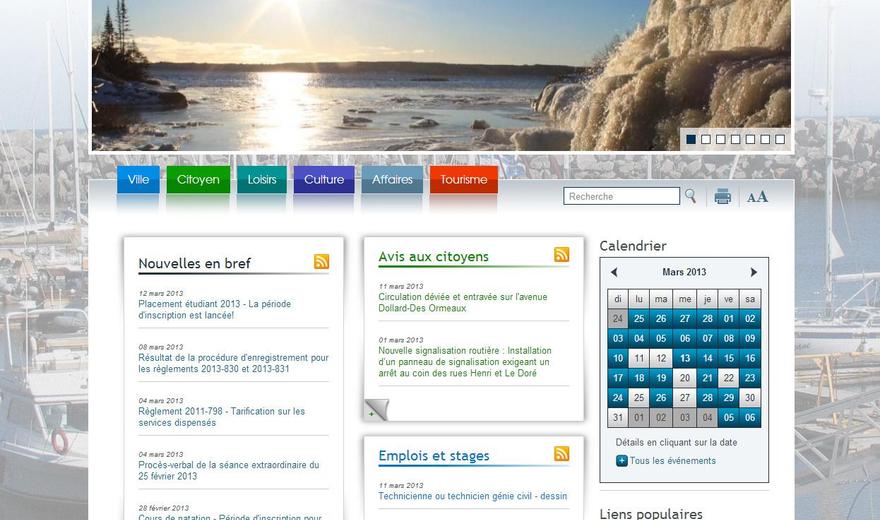 Ville Citoyen Loisirs Culture Affaires Tourisme
Recherche
AA
Nouvelles en bref
12 mars 2013
Placement étudiant 2013 - La période
d'inscription est lancée!
08 mars 2013
Résultat de la procédure d'enregistrement pour
les règlements 2013-830 et 2013-831
04 mars 2013
Règlement 2011-798 - Tarification sur les
services dispensés
04 mars 2013
Procès-verbal de la séance extraordinaire du
25 février 2013
28 février 2013
Cours de natation - Période d'inscription pour
Avis aux citoyens
11 mars 2013
Circulation déviée et entravée sur l'avenue
Dollard-Des Ormeaux
01 mars 2013
Nouvelle signalisation routière : Installation
d'un panneau de signalisation exigeant un
arrêt au coin des rues Henri et Le Doré
+
Emplois et stages
11 mars 2013
Technicienne ou technicien génie civil - dessin
Calendrier
Mars 2013
di lu ma me je ve sa
24 25 26 27 28 01 02
03 04 05 06 07 08 09
10 11 12 13 14 15 16
17 18 19 20 21 22 23
24 25 26 27 28 29 30
31 01 02 03 04 05 06
Détails en cliquant sur la date
+ Tous les événements
Liens populaires